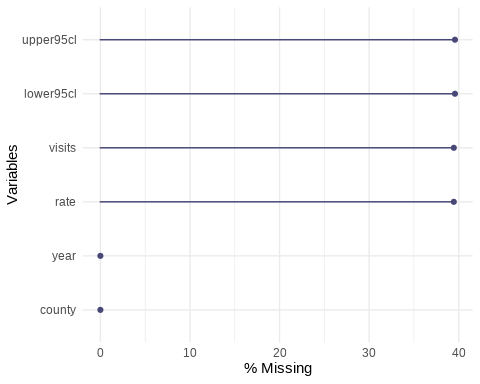 upper95cl
lower95cl
visits
rate
year
county
Variables
0 10 20 30 40
% Missing